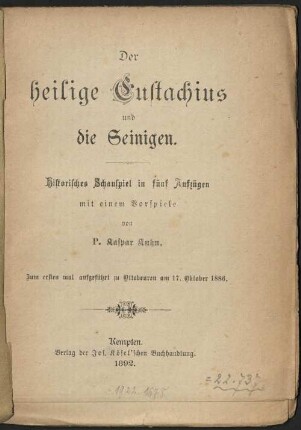 Der
heilige Eustachius
und
die Seinigen.
Historisches Schauspiel in fünf Aufzügen
mit einem Vorspiele
von
P. Kaspar Kuhn.
Zum ersten mal aufgeführt zu Ottobeuren am 17. Oktober 1886.
Kempten.
Verlag der Jos. Kösel'schen Buchhandlung.
1892.